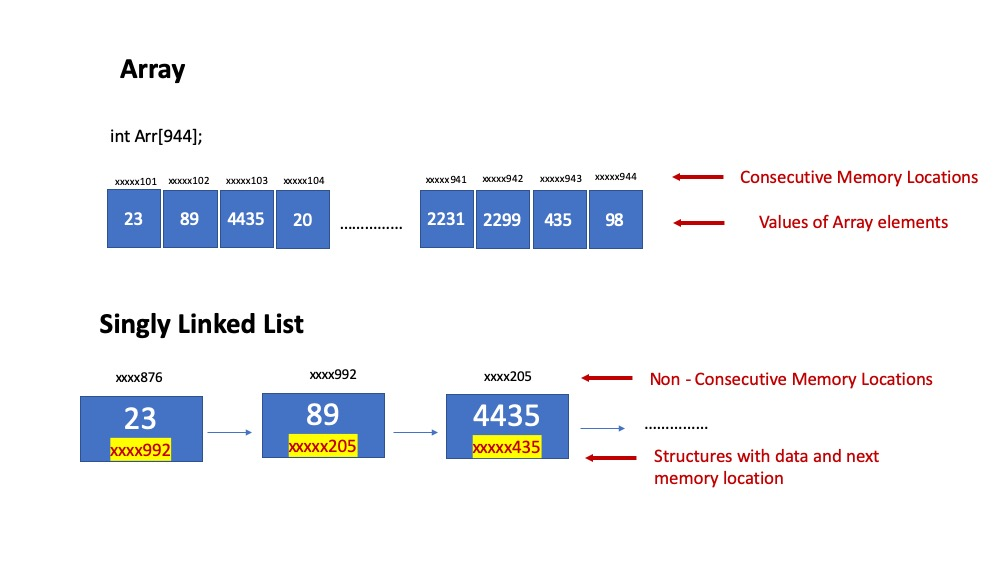 Array
int Arr[944];
xxxxx101 xxxxx102 xxxxx103 xxxxx104 xxxxx941 xxxxx942 xxxxx943 xxxxx944 Consecutive Memory Locations
23 89 4435 20 ............... 2231 2299 435 98 Values of Array elements
Singly Linked List
xxxx876 xxxx992 xxxx205 Non - Consecutive Memory Locations
23 89 4435 ...............
xxxx992 xxxxx205 xxxxx435 Structures with data and next
memory location